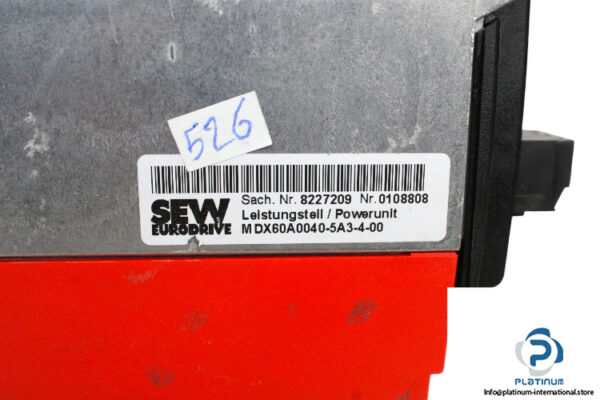 526
Sach. Nr. 8227209 Nr. 0108808
SEW
EURODRIVE
Leistungsteil / Powerunit
MDX60A0040-5A3-4-00
PLATINUM
Info@platinum-international.store